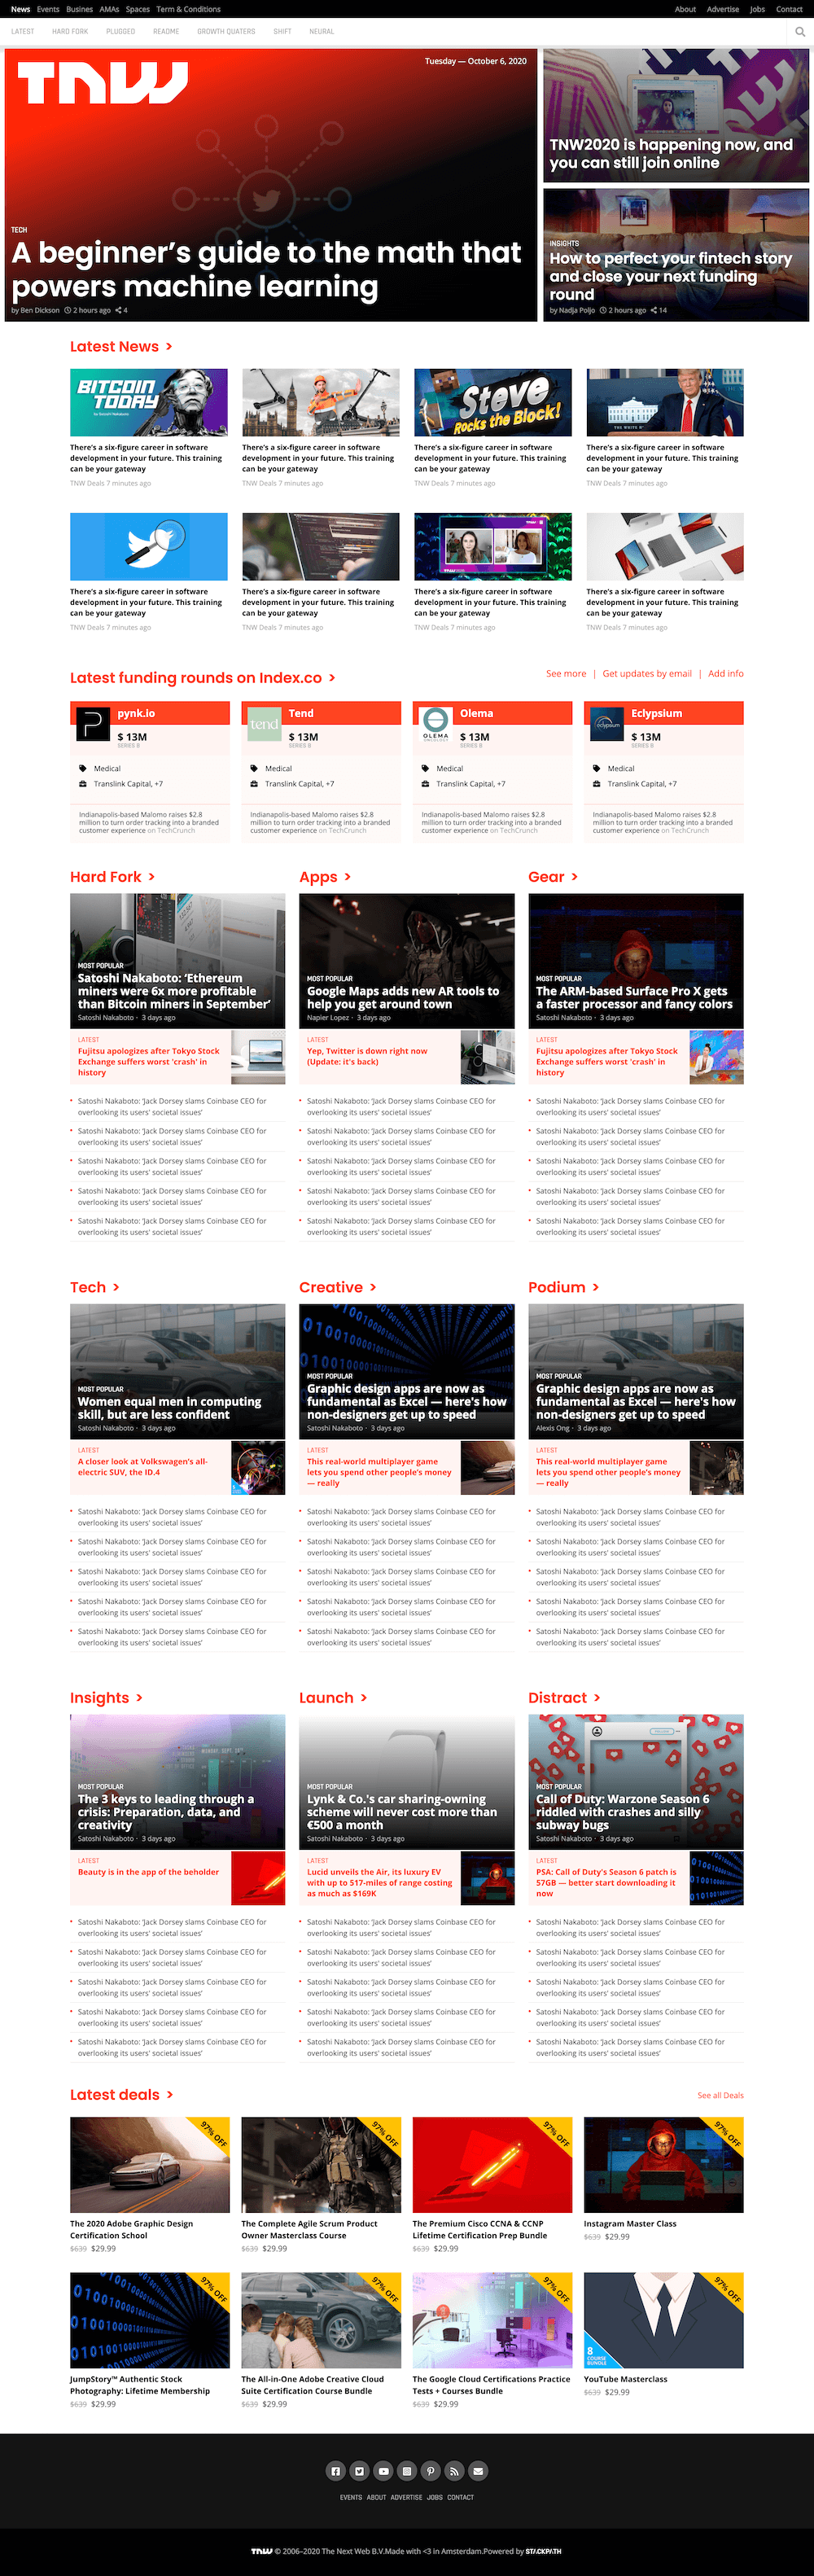 News Events Busines AMAs Spaces Term & Conditions About Advertise Jobs Contact
LATEST HARD FORK PLUGGED README GROWTH QUATERS SHIFT NEURAL
TNW
Tuesday — October 6, 2020
TECH
A beginner’s guide to the math that
powers machine learning
by Ben Dickson 2 hours ago 4
TNW2020 is happening now, and
you can still join online
INSIGHTS
How to perfect your fintech story
and close your next funding
round
by Nadja Poljo 2 hours ago 14
Latest News >
BITCOIN
TODAY
Steve
Rocks the Block!
There’s a six-figure career in software
development in your future. This training
can be your gateway
TNW Deals 7 minutes ago
There’s a six-figure career in software
development in your future. This training
can be your gateway
TNW Deals 7 minutes ago
There’s a six-figure career in software
development in your future. This training
can be your gateway
TNW Deals 7 minutes ago
There’s a six-figure career in software
development in your future. This training
can be your gateway
TNW Deals 7 minutes ago
There’s a six-figure career in software
development in your future. This training
can be your gateway
TNW Deals 7 minutes ago
There’s a six-figure career in software
development in your future. This training
can be your gateway
TNW Deals 7 minutes ago
There’s a six-figure career in software
development in your future. This training
can be your gateway
TNW Deals 7 minutes ago
There’s a six-figure career in software
development in your future. This training
can be your gateway
TNW Deals 7 minutes ago
Latest funding rounds on Index.co >
See more | Get updates by email | Add info
pynk.io
$ 13M
SERIES B
Medical
Translink Capital, +7
Indianapolis-based Malomo raises $2.8
million to turn order tracking into a branded
customer experience on TechCrunch
tend
Tend
$ 13M
SERIES B
Medical
Translink Capital, +7
Indianapolis-based Malomo raises $2.8
million to turn order tracking into a branded
customer experience on TechCrunch
OLEMA
Olema
$ 13M
SERIES B
Medical
Translink Capital, +7
Indianapolis-based Malomo raises $2.8
million to turn order tracking into a branded
customer experience on TechCrunch
eclypsium
Eclypsium
$ 13M
SERIES B
Medical
Translink Capital, +7
Indianapolis-based Malomo raises $2.8
million to turn order tracking into a branded
customer experience on TechCrunch
Hard Fork >
MOST POPULAR
Satoshi Nakaboto: ‘Ethereum
miners were 6x more profitable
than Bitcoin miners in September’
Satoshi Nakaboto · 3 days ago
LATEST
Fujitsu apologizes after Tokyo Stock
Exchange suffers worst 'crash' in
history
Satoshi Nakaboto: ‘Jack Dorsey slams Coinbase CEO for
overlooking its users' societal issues’
Satoshi Nakaboto: ‘Jack Dorsey slams Coinbase CEO for
overlooking its users' societal issues’
Satoshi Nakaboto: ‘Jack Dorsey slams Coinbase CEO for
overlooking its users' societal issues’
Satoshi Nakaboto: ‘Jack Dorsey slams Coinbase CEO for
overlooking its users' societal issues’
Satoshi Nakaboto: ‘Jack Dorsey slams Coinbase CEO for
overlooking its users' societal issues’
Apps >
MOST POPULAR
Google Maps adds new AR tools to
help you get around town
Napier Lopez · 3 days ago
LATEST
Yep, Twitter is down right now
(Update: it's back)
Satoshi Nakaboto: ‘Jack Dorsey slams Coinbase CEO for
overlooking its users' societal issues’
Satoshi Nakaboto: ‘Jack Dorsey slams Coinbase CEO for
overlooking its users' societal issues’
Satoshi Nakaboto: ‘Jack Dorsey slams Coinbase CEO for
overlooking its users' societal issues’
Satoshi Nakaboto: ‘Jack Dorsey slams Coinbase CEO for
overlooking its users' societal issues’
Satoshi Nakaboto: ‘Jack Dorsey slams Coinbase CEO for
overlooking its users' societal issues’
Gear >
MOST POPULAR
The ARM-based Surface Pro X gets
a faster processor and fancy colors
Satoshi Nakaboto · 3 days ago
LATEST
Fujitsu apologizes after Tokyo Stock
Exchange suffers worst 'crash' in
history
Satoshi Nakaboto: ‘Jack Dorsey slams Coinbase CEO for
overlooking its users' societal issues’
Satoshi Nakaboto: ‘Jack Dorsey slams Coinbase CEO for
overlooking its users' societal issues’
Satoshi Nakaboto: ‘Jack Dorsey slams Coinbase CEO for
overlooking its users' societal issues’
Satoshi Nakaboto: ‘Jack Dorsey slams Coinbase CEO for
overlooking its users' societal issues’
Satoshi Nakaboto: ‘Jack Dorsey slams Coinbase CEO for
overlooking its users' societal issues’
Tech >
MOST POPULAR
Women equal men in computing
skill, but are less confident
Satoshi Nakaboto · 3 days ago
LATEST
A closer look at Volkswagen’s all-
electric SUV, the ID.4
Satoshi Nakaboto: ‘Jack Dorsey slams Coinbase CEO for
overlooking its users' societal issues’
Satoshi Nakaboto: ‘Jack Dorsey slams Coinbase CEO for
overlooking its users' societal issues’
Satoshi Nakaboto: ‘Jack Dorsey slams Coinbase CEO for
overlooking its users' societal issues’
Satoshi Nakaboto: ‘Jack Dorsey slams Coinbase CEO for
overlooking its users' societal issues’
Satoshi Nakaboto: ‘Jack Dorsey slams Coinbase CEO for
overlooking its users' societal issues’
Creative >
MOST POPULAR
Graphic design apps are now as
fundamental as Excel — here's how
non-designers get up to speed
Satoshi Nakaboto · 3 days ago
LATEST
This real-world multiplayer game
lets you spend other people’s money
— really
Satoshi Nakaboto: ‘Jack Dorsey slams Coinbase CEO for
overlooking its users' societal issues’
Satoshi Nakaboto: ‘Jack Dorsey slams Coinbase CEO for
overlooking its users' societal issues’
Satoshi Nakaboto: ‘Jack Dorsey slams Coinbase CEO for
overlooking its users' societal issues’
Satoshi Nakaboto: ‘Jack Dorsey slams Coinbase CEO for
overlooking its users' societal issues’
Satoshi Nakaboto: ‘Jack Dorsey slams Coinbase CEO for
overlooking its users' societal issues’
Podium >
MOST POPULAR
Graphic design apps are now as
fundamental as Excel — here's how
non-designers get up to speed
Alexis Ong · 3 days ago
LATEST
This real-world multiplayer game
lets you spend other people’s money
— really
Satoshi Nakaboto: ‘Jack Dorsey slams Coinbase CEO for
overlooking its users' societal issues’
Satoshi Nakaboto: ‘Jack Dorsey slams Coinbase CEO for
overlooking its users' societal issues’
Satoshi Nakaboto: ‘Jack Dorsey slams Coinbase CEO for
overlooking its users' societal issues’
Satoshi Nakaboto: ‘Jack Dorsey slams Coinbase CEO for
overlooking its users' societal issues’
Satoshi Nakaboto: ‘Jack Dorsey slams Coinbase CEO for
overlooking its users' societal issues’
Insights >
MOST POPULAR
The 3 keys to leading through a
crisis: Preparation, data, and
creativity
Satoshi Nakaboto · 3 days ago
LATEST
Beauty is in the app of the beholder
Satoshi Nakaboto: ‘Jack Dorsey slams Coinbase CEO for
overlooking its users' societal issues’
Satoshi Nakaboto: ‘Jack Dorsey slams Coinbase CEO for
overlooking its users' societal issues’
Satoshi Nakaboto: ‘Jack Dorsey slams Coinbase CEO for
overlooking its users' societal issues’
Satoshi Nakaboto: ‘Jack Dorsey slams Coinbase CEO for
overlooking its users' societal issues’
Satoshi Nakaboto: ‘Jack Dorsey slams Coinbase CEO for
overlooking its users' societal issues’
Launch >
MOST POPULAR
Lynk & Co.'s car sharing-owning
scheme will never cost more than
€500 a month
Satoshi Nakaboto · 3 days ago
LATEST
Lucid unveils the Air, its luxury EV
with up to 517-miles of range costing
as much as $169K
Satoshi Nakaboto: ‘Jack Dorsey slams Coinbase CEO for
overlooking its users' societal issues’
Satoshi Nakaboto: ‘Jack Dorsey slams Coinbase CEO for
overlooking its users' societal issues’
Satoshi Nakaboto: ‘Jack Dorsey slams Coinbase CEO for
overlooking its users' societal issues’
Satoshi Nakaboto: ‘Jack Dorsey slams Coinbase CEO for
overlooking its users' societal issues’
Satoshi Nakaboto: ‘Jack Dorsey slams Coinbase CEO for
overlooking its users' societal issues’
Distract >
MOST POPULAR
Call of Duty: Warzone Season 6
riddled with crashes and silly
subway bugs
Satoshi Nakaboto · 3 days ago
LATEST
PSA: Call of Duty's Season 6 patch is
57GB — better start downloading it
now
Satoshi Nakaboto: ‘Jack Dorsey slams Coinbase CEO for
overlooking its users' societal issues’
Satoshi Nakaboto: ‘Jack Dorsey slams Coinbase CEO for
overlooking its users' societal issues’
Satoshi Nakaboto: ‘Jack Dorsey slams Coinbase CEO for
overlooking its users' societal issues’
Satoshi Nakaboto: ‘Jack Dorsey slams Coinbase CEO for
overlooking its users' societal issues’
Satoshi Nakaboto: ‘Jack Dorsey slams Coinbase CEO for
overlooking its users' societal issues’
Latest deals >
See all Deals
97% OFF
The 2020 Adobe Graphic Design
Certification School
$639 $29.99
97% OFF
The Complete Agile Scrum Product
Owner Masterclass Course
$639 $29.99
97% OFF
The Premium Cisco CCNA & CCNP
Lifetime Certification Prep Bundle
$639 $29.99
97% OFF
Instagram Master Class
$639 $29.99
97% OFF
JumpStory™ Authentic Stock
Photography: Lifetime Membership
$639 $29.99
97% OFF
The All-in-One Adobe Creative Cloud
Suite Certification Course Bundle
$639 $29.99
97% OFF
The Google Cloud Certifications Practice
Tests + Courses Bundle
$639 $29.99
97% OFF
8
COURSE
BUNDLE
YouTube Masterclass
$639 $29.99
EVENTS ABOUT ADVERTISE JOBS CONTACT
TNW © 2006–2020 The Next Web B.V.Made with <3 in Amsterdam.Powered by STACKPATH